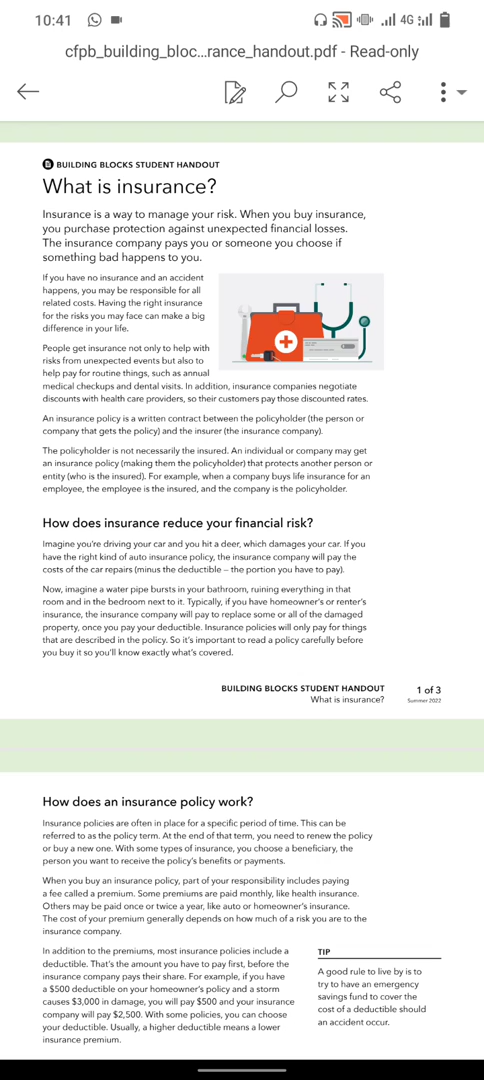 10:41 4G
cfpb_building_bloc...rance_handout.pdf - Read-only
BUILDING BLOCKS STUDENT HANDOUT
What is insurance?
Insurance is a way to manage your risk. When you buy insurance,
you purchase protection against unexpected financial losses.
The insurance company pays you or someone you choose if
something bad happens to you.
If you have no insurance and an accident
happens, you may be responsible for all
related costs. Having the right insurance
for the risks you may face can make a big
difference in your life.
People get insurance not only to help with
risks from unexpected events but also to
help pay for routine things, such as annual
medical checkups and dental visits. In addition, insurance companies negotiate
discounts with health care providers, so their customers pay those discounted rates.
An insurance policy is a written contract between the policyholder (the person or
company that gets the policy) and the insurer (the insurance company).
The policyholder is not necessarily the insured. An individual or company may get
an insurance policy (making them the policyholder) that protects another person or
entity (who is the insured). For example, when a company buys life insurance for an
employee, the employee is the insured, and the company is the policyholder.
How does insurance reduce your financial risk?
Imagine you're driving your car and you hit a deer, which damages your car. If you
have the right kind of auto insurance policy, the insurance company will pay the
costs of the car repairs (minus the deductible – the portion you have to pay).
Now, imagine a water pipe bursts in your bathroom, ruining everything in that
room and in the bedroom next to it. Typically, if you have homeowner's or renter's
insurance, the insurance company will pay to replace some or all of the damaged
property, once you pay your deductible. Insurance policies will only pay for things
that are described in the policy. So it's important to read a policy carefully before
you buy it so you'll know exactly what's covered.
BUILDING BLOCKS STUDENT HANDOUT
What is insurance?
1 of 3
Summer 2022
How does an insurance policy work?
Insurance policies are often in place for a specific period of time. This can be
referred to as the policy term. At the end of that term, you need to renew the policy
or buy a new one. With some types of insurance, you choose a beneficiary, the
person you want to receive the policy's benefits or payments.
When you buy an insurance policy, part of your responsibility includes paying
a fee called a premium. Some premiums are paid monthly, like health insurance.
Others may be paid once or twice a year, like auto or homeowner's insurance.
The cost of your premium generally depends on how much of a risk you are to the
insurance company.
In addition to the premiums, most insurance policies include a
deductible. That's the amount you have to pay first, before the
insurance company pays their share. For example, if you have
a $500 deductible on your homeowner's policy and a storm
causes $3,000 in damage, you will pay $500 and your insurance
company will pay $2,500. With some policies, you can choose
your deductible. Usually, a higher deductible means a lower
insurance premium.
TIP
A good rule to live by is to
try to have an emergency
savings fund to cover the
cost of a deductible should
an accident occur.